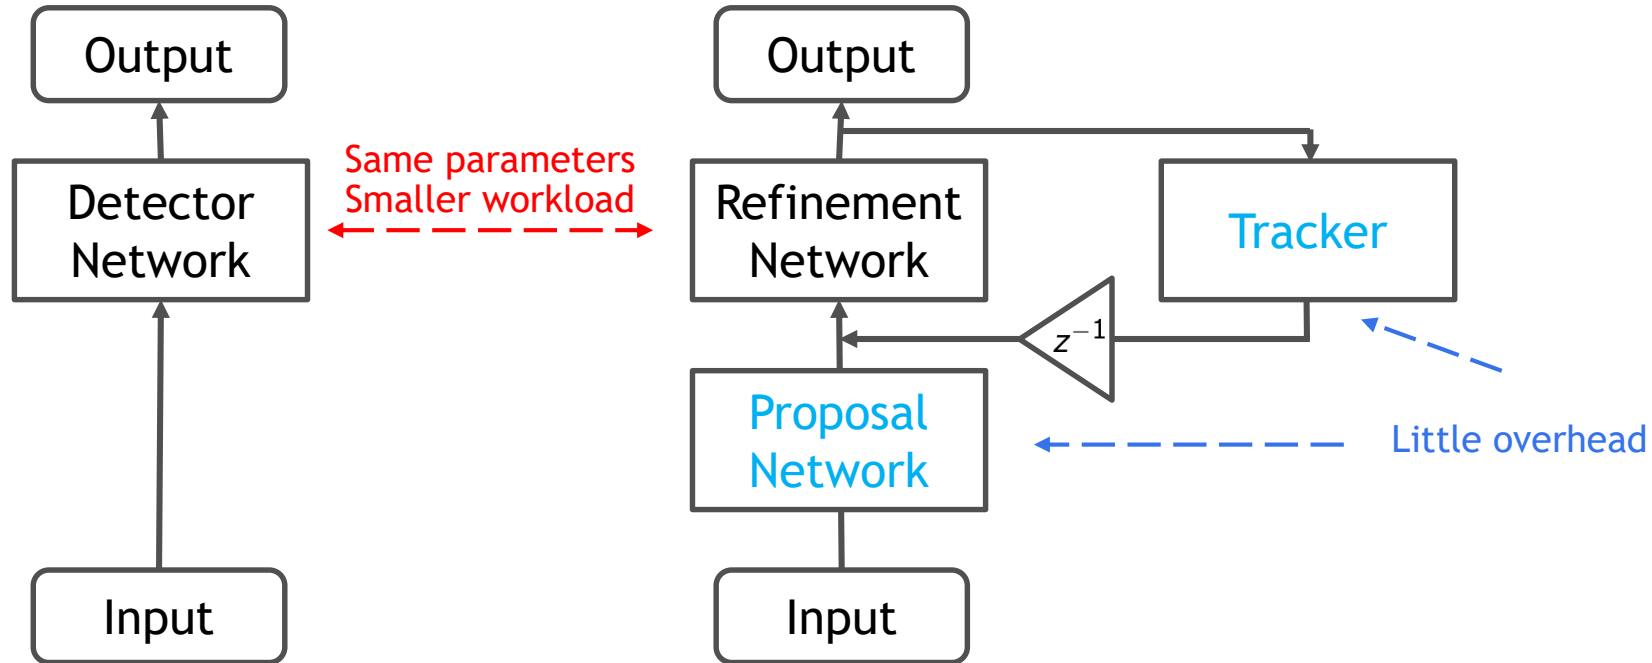 Output
Detector
Network
Input
Same parameters
Smaller workload
Output
Refinement
Network
Tracker
z⁻¹
Proposal
Network
Little overhead
Input